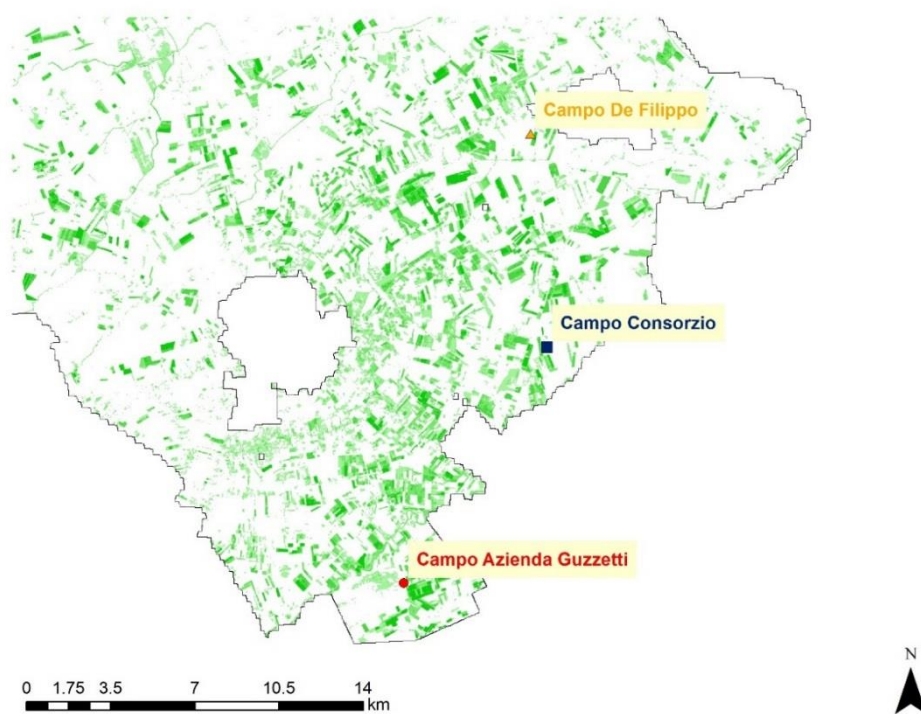 Campo De Filippo
Campo Consorzio
Campo Azienda Guzzetti
0 1.75 3.5 7 10.5 14
km
N